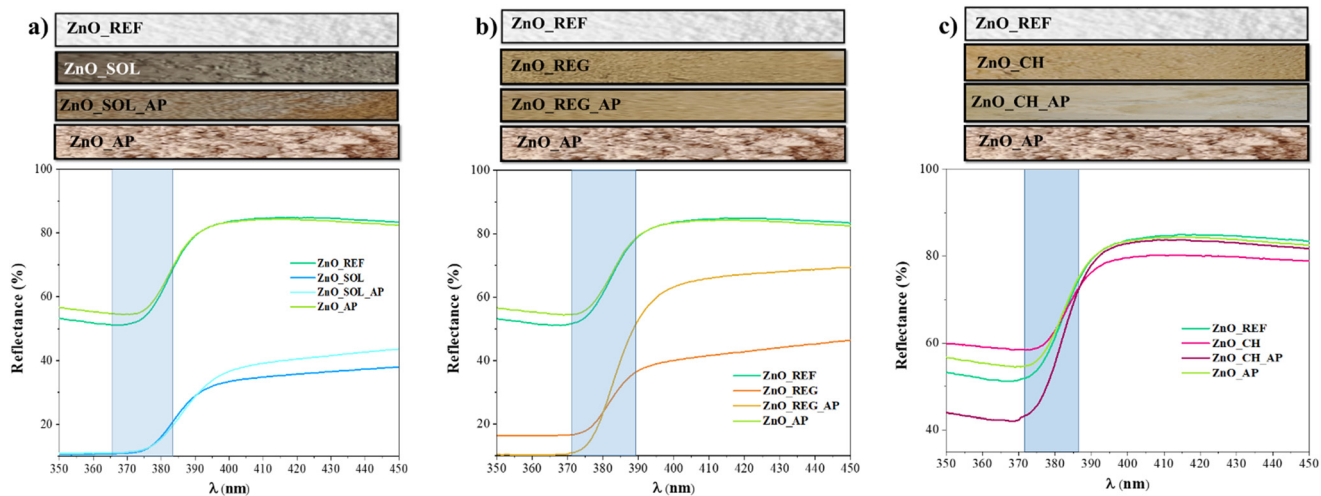 a)
ZnO_REF
ZnO_SOL
ZnO_SOL_AP
ZnO_AP
100
80
60
40
20
Reflectance (%)
ZnO_REF
ZnO_SOL
ZnO_SOL_AP
ZnO_AP
350 360 370 380 390 400 410 420 430 440 450
λ (nm)
b)
ZnO_REF
ZnO_REG
ZnO_REG_AP
ZnO_AP
100
80
60
40
20
Reflectance (%)
ZnO_REF
ZnO_REG
ZnO_REG_AP
ZnO_AP
350 360 370 380 390 400 410 420 430 440 450
λ (nm)
c)
ZnO_REF
ZnO_CH
ZnO_CH_AP
ZnO_AP
100
80
60
40
Reflectance (%)
ZnO_REF
ZnO_CH
ZnO_CH_AP
ZnO_AP
350 360 370 380 390 400 410 420 430 440 450
λ (nm)